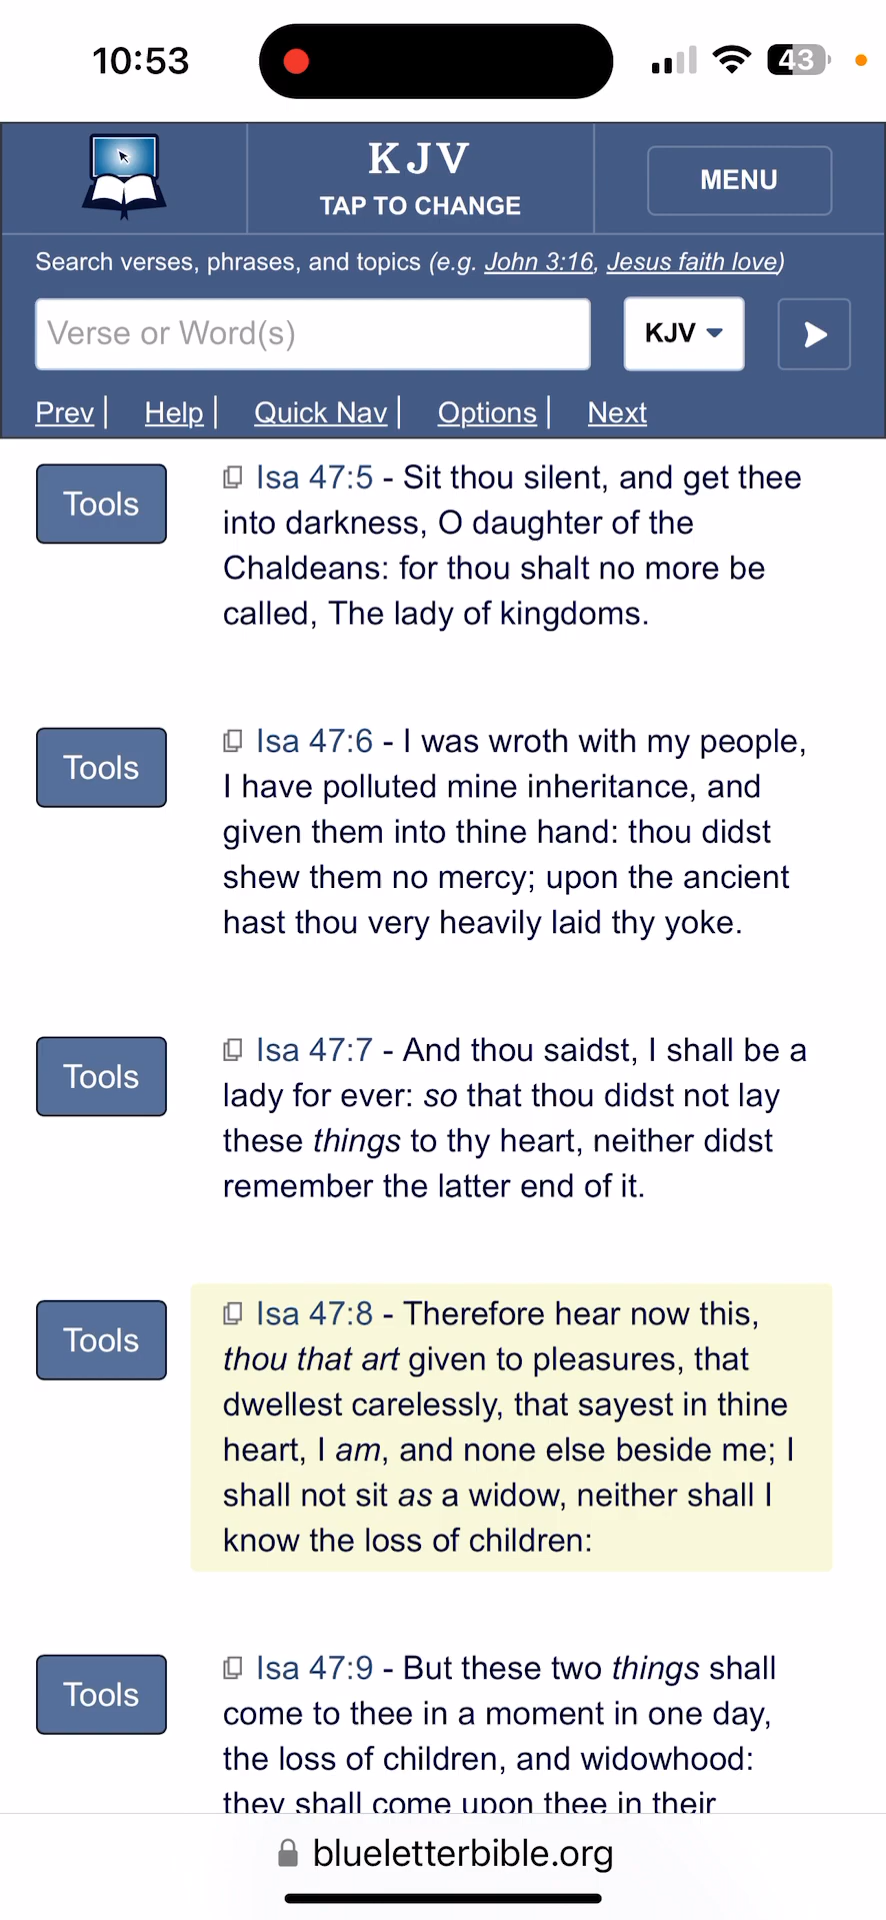 10:53
43
KJV
TAP TO CHANGE
MENU
Search verses, phrases, and topics (e.g. John 3:16, Jesus faith love)
Verse or Word(s)
KJV
Prev| Help| Quick Nav| Options| Next
Tools
Isa 47:5 - Sit thou silent, and get thee
into darkness, O daughter of the
Chaldeans: for thou shalt no more be
called, The lady of kingdoms.
Tools
Isa 47:6 - I was wroth with my people,
I have polluted mine inheritance, and
given them into thine hand: thou didst
shew them no mercy; upon the ancient
hast thou very heavily laid thy yoke.
Tools
Isa 47:7 - And thou saidst, I shall be a
lady for ever: so that thou didst not lay
these things to thy heart, neither didst
remember the latter end of it.
Tools
Isa 47:8 - Therefore hear now this,
thou that art given to pleasures, that
dwellest carelessly, that sayest in thine
heart, I am, and none else beside me; I
shall not sit as a widow, neither shall I
know the loss of children:
Tools
Isa 47:9 - But these two things shall
come to thee in a moment in one day,
the loss of children, and widowhood:
they shall come upon thee in their
blueletterbible.org